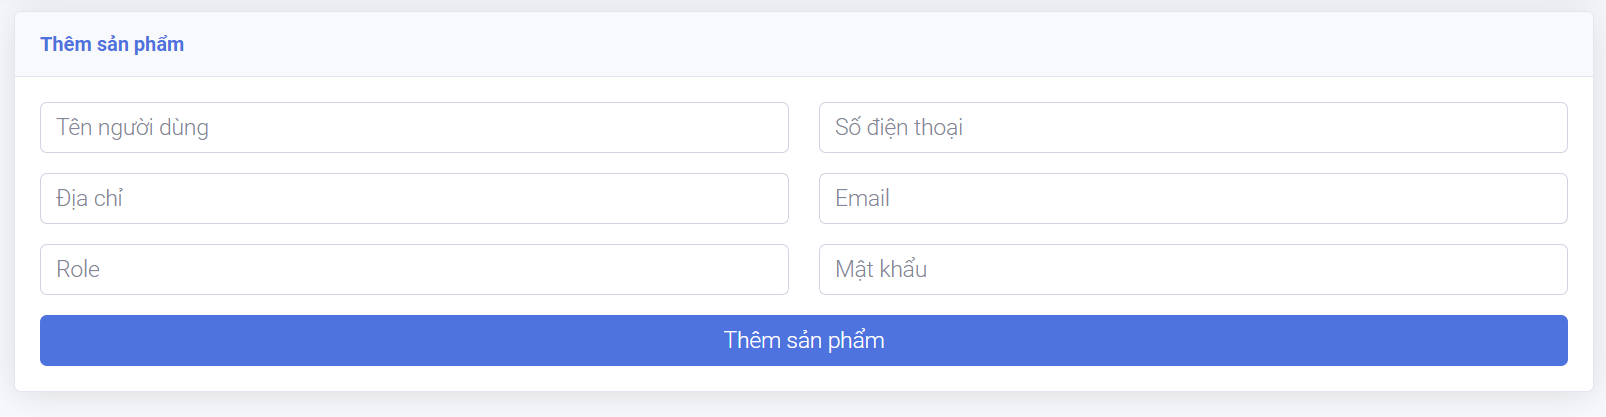 Thêm sản phẩm
Tên người dùng
Số điện thoại
Địa chỉ
Email
Role
Mật khẩu
Thêm sản phẩm